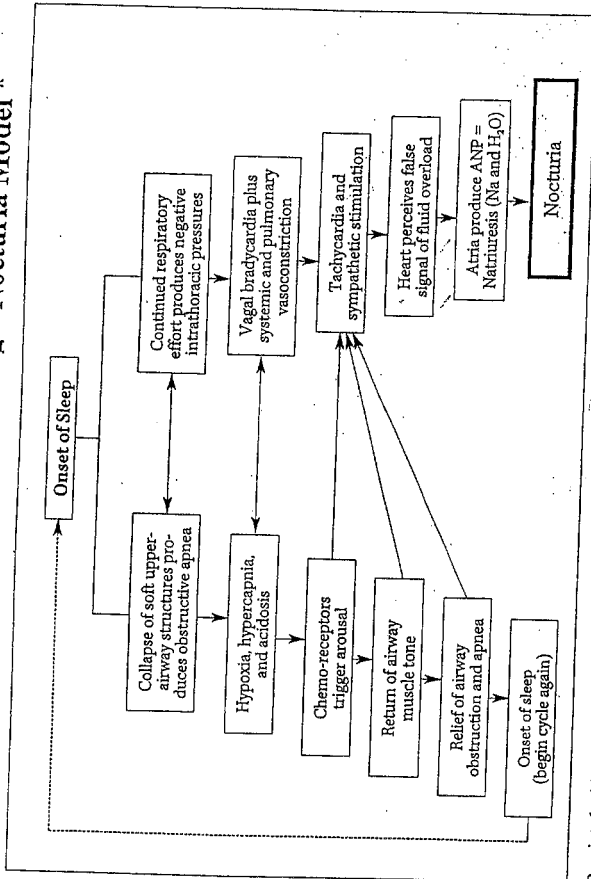 Nocturia Model *
Onset of Sleep
Collapse of soft upper-
airway structures pro-
duces obstructive apnea
Continued respiratory
effort produces negative
intrathoracic pressures
Hypoxia, hypercapnia,
and acidosis
Vagal bradycardia plus
systemic and pulmonary
vasoconstriction
Chemo-receptors
trigger arousal
Tachycardia and
sympathetic stimulation
Return of airway
muscle tone
Heart perceives false
signal of fluid overload
Relief of airway
obstruction and apnea
Atria produce ANP =
Natriuresis (Na and H₂O)
Onset of sleep
(begin cycle again)
Nocturia